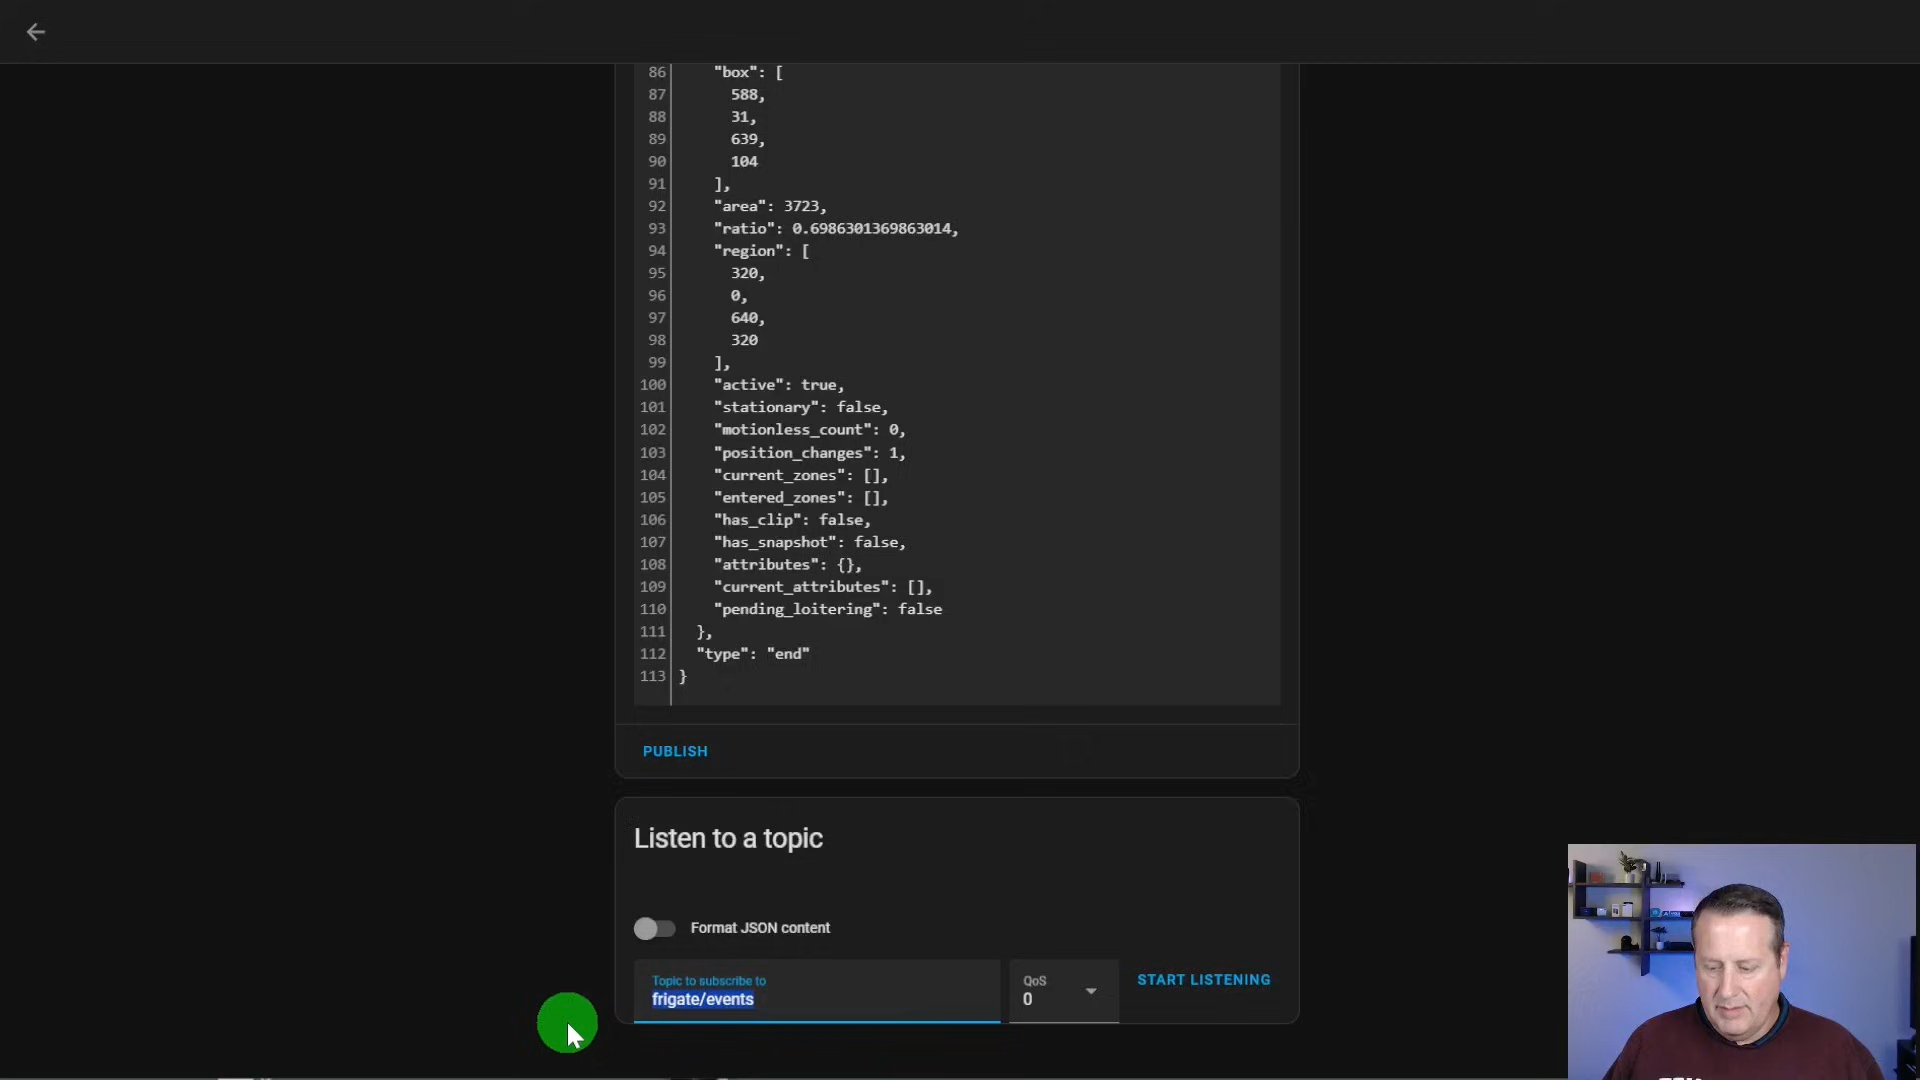 86 "box": [
87 588,
88 31,
89 639,
90 104
91 ],
92 "area": 3723,
93 "ratio": 0.6986301369863014,
94 "region": [
95 320,
96 0,
97 640,
98 320
99 ],
100 "active": true,
101 "stationary": false,
102 "motionless_count": 0,
103 "position_changes": 1,
104 "current_zones": [],
105 "entered_zones": [],
106 "has_clip": false,
107 "has_snapshot": false,
108 "attributes": {},
109 "current_attributes": [],
110 "pending_loitering": false
111 },
112 "type": "end"
113 }
PUBLISH
Listen to a topic
Format JSON content
Topic to subscribe to
frigate/events
QoS
0
START LISTENING